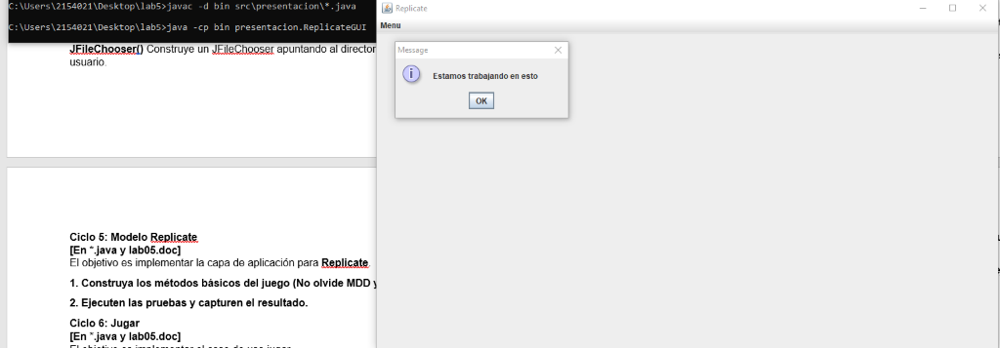 C:\Users\2154021\Desktop\lab5>javac -d bin src\presentacion\*.java
C:\Users\2154021\Desktop\lab5>java -cp bin presentacion.ReplicateGUI
JFileChooser() Construye un JFileChooser apuntando al director
usuario.
Ciclo 5: Modelo Replicate
[En *.java y lab05.doc]
El objetivo es implementar la capa de aplicación para Replicate.
1. Construya los métodos básicos del juego (No olvide MDD y
2. Ejecuten las pruebas y capturen el resultado.
Ciclo 6: Jugar
[En *.java y lab05.doc]
El objetivo es implementar el caso de uso jugar
Replicate
Menu
Message
Estamos trabajando en esto
OK